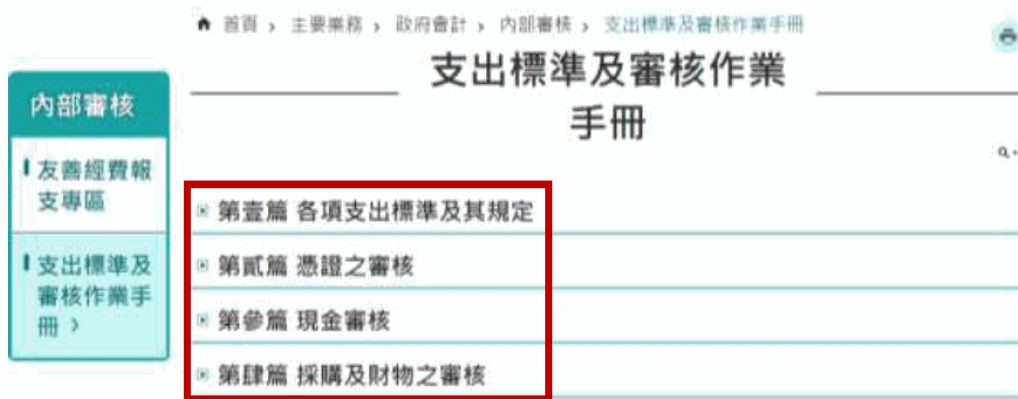 首頁 › 主要業務 › 政府會計 › 內部審核 › 支出標準及審核作業手冊
支出標準及審核作業
手冊
內部審核
友善經費報
支專區
支出標準及
審核作業手
冊 ›
第壹篇 各項支出標準及其規定
第貳篇 憑證之審核
第參篇 現金審核
第肆篇 採購及財物之審核